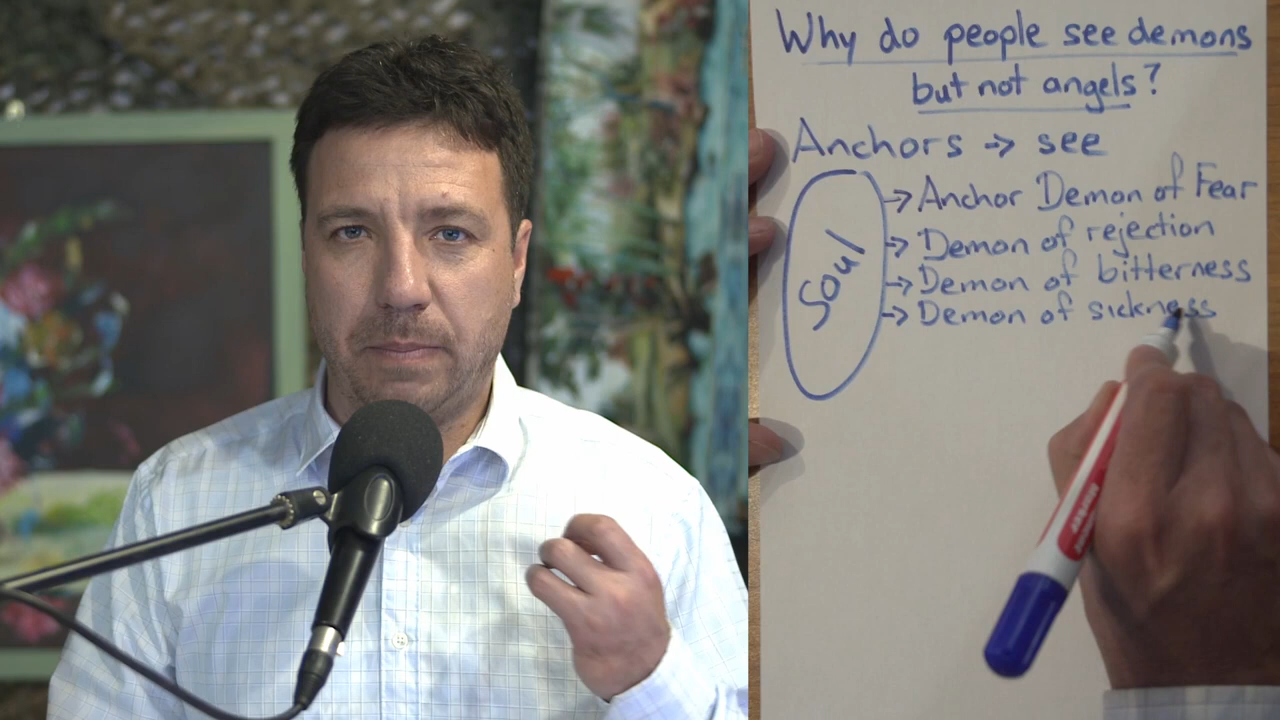 Why do people see demons
but not angels?
Anchors → see
Soul
→ Anchor Demon of Fear
→ Demon of rejection
→ Demon of bitterness
→ Demon of sickness